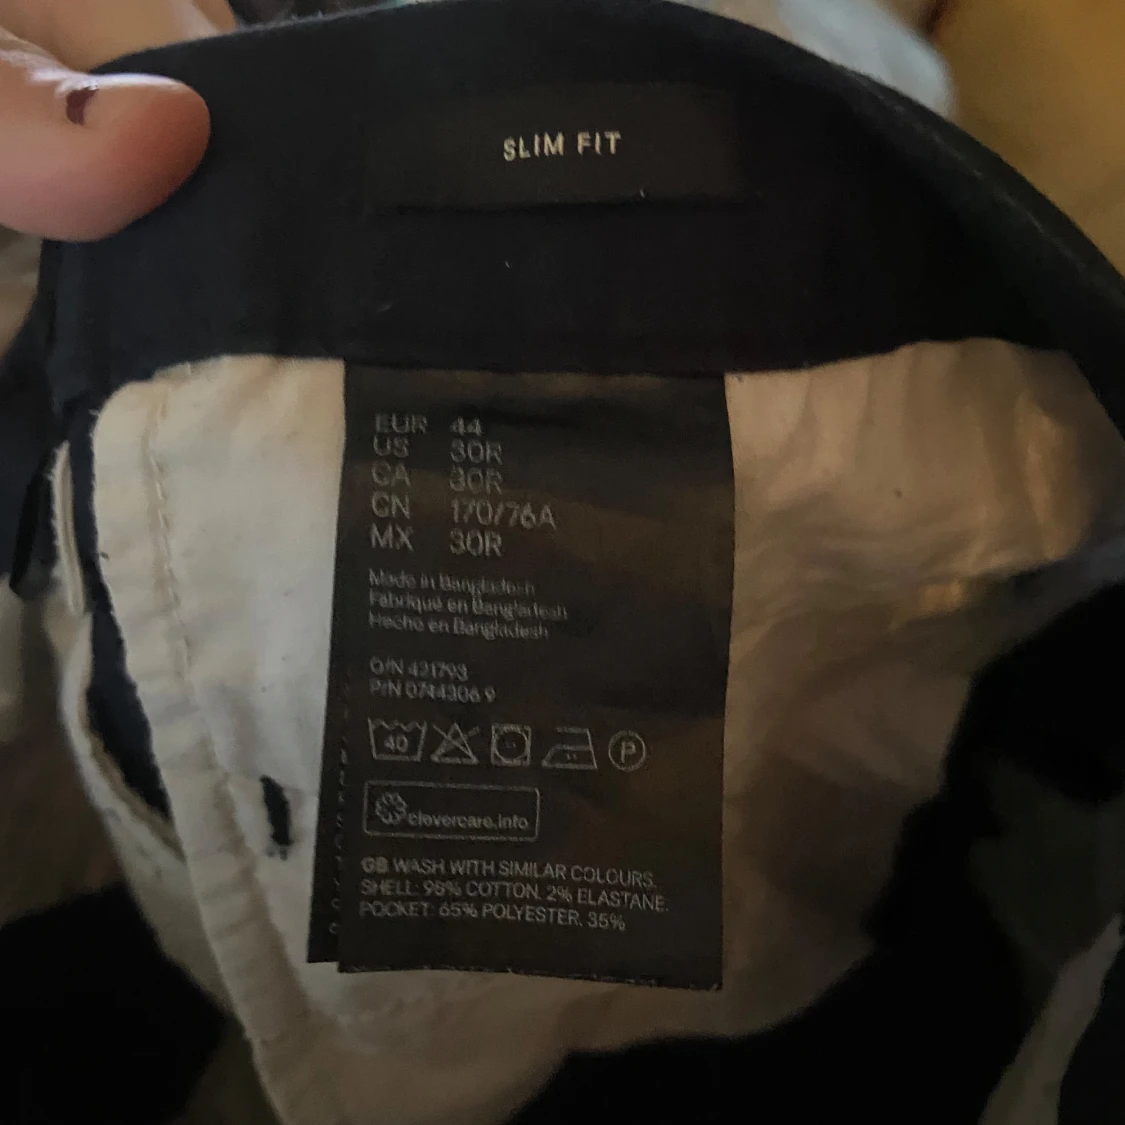 SLIM FIT
EUR 44
US 30R
CA 30R
CN 170/76A
MX 30R
Made in Bangladesh
Fabriqué en Bangladesh
Hecho en Bangladesh
O/N 421793
P/N 0744306 9
40
P
clevercare.info
GB WASH WITH SIMILAR COLOURS.
SHELL: 98% COTTON, 2% ELASTANE.
POCKET: 65% POLYESTER, 35%